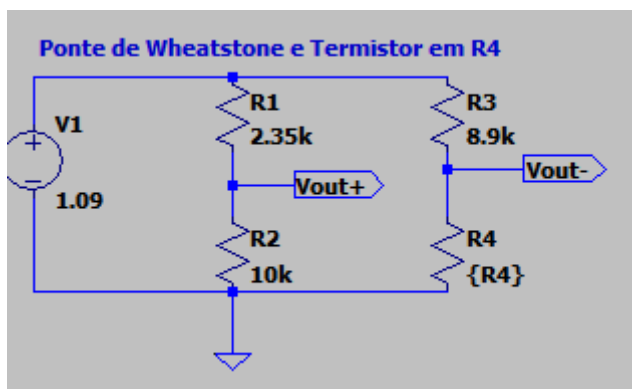 Ponte de Wheatstone e Termistor em R4
R1
2.35k
R3
8.9k
V1
1.09
Vout+
Vout-
R2
10k
R4
{R4}